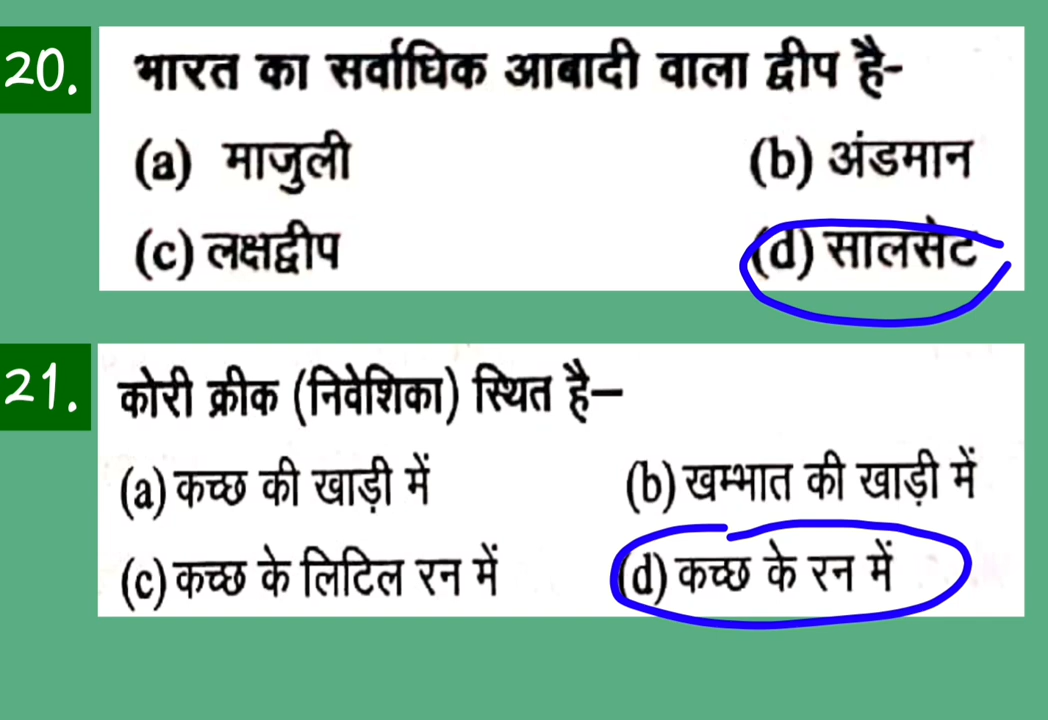 20. भारत का सर्वाधिक आबादी वाला द्वीप है-
(a) माजुली (b) अंडमान
(c) लक्षद्वीप (d) सालसेट
21. कोरी क्रीक (निवेशिका) स्थित है—
(a) कच्छ की खाड़ी में (b) खम्भात की खाड़ी में
(c) कच्छ के लिटिल रन में (d) कच्छ के रन में